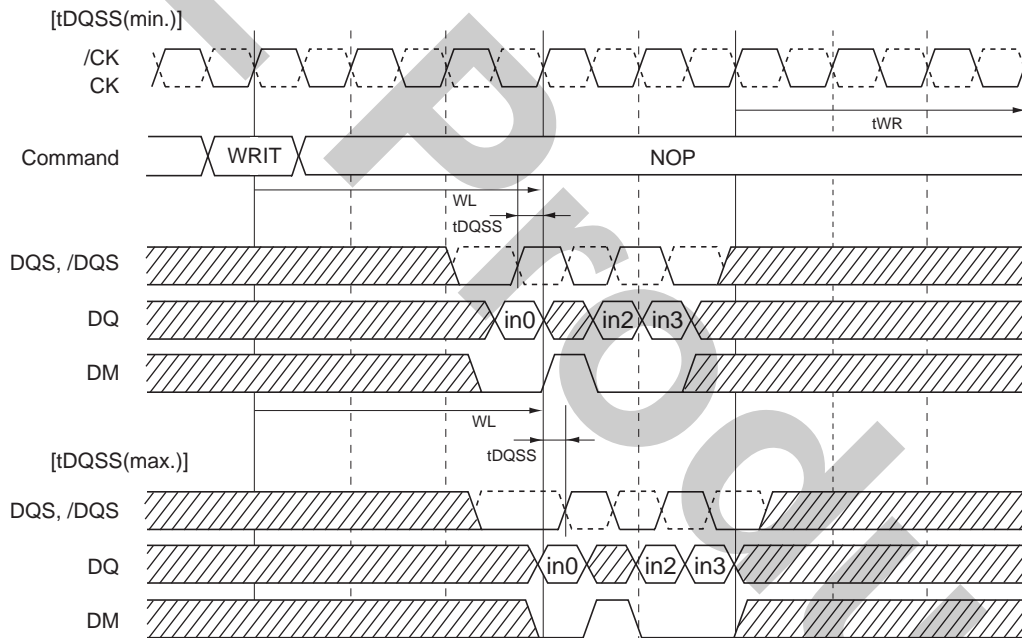 [tDQSS(min.)]
/CK
CK
tWR
Command WRIT NOP
WL
tDQSS
DQS, /DQS
DQ in0 in2 in3
DM
WL
tDQSS
[tDQSS(max.)]
DQS, /DQS
DQ in0 in2 in3
DM
Prod